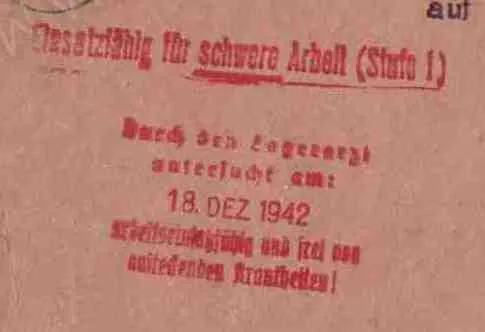 auf
Einsatzfähig für schwere Arbeit (Stufe 1)
Durch den Lagerarzt
untersucht am:
18. DEZ 1942
arbeitseinsatzfähig und frei von
ansteckenden Krankheiten!